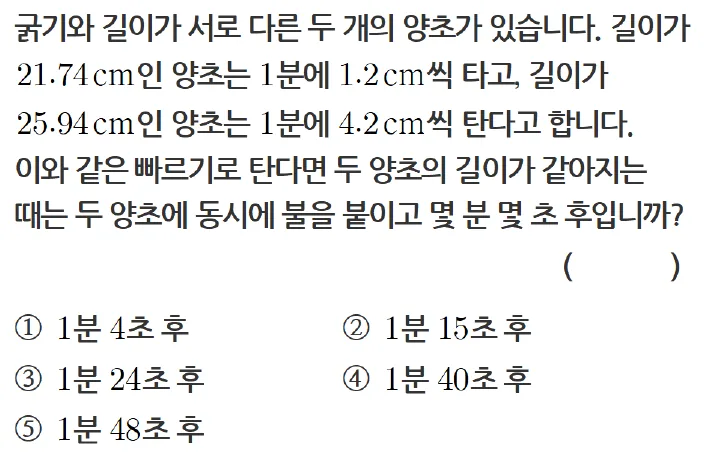 굵기와 길이가 서로 다른 두 개의 양초가 있습니다. 길이가
21.74cm인 양초는 1분에 1.2cm씩 타고, 길이가
25.94cm인 양초는 1분에 4.2cm씩 탄다고 합니다.
이와 같은 빠르기로 탄다면 두 양초의 길이가 같아지는
때는 두 양초에 동시에 불을 붙이고 몇 분 몇 초 후입니까?
( )
① 1분 4초 후 ② 1분 15초 후
③ 1분 24초 후 ④ 1분 40초 후
⑤ 1분 48초 후